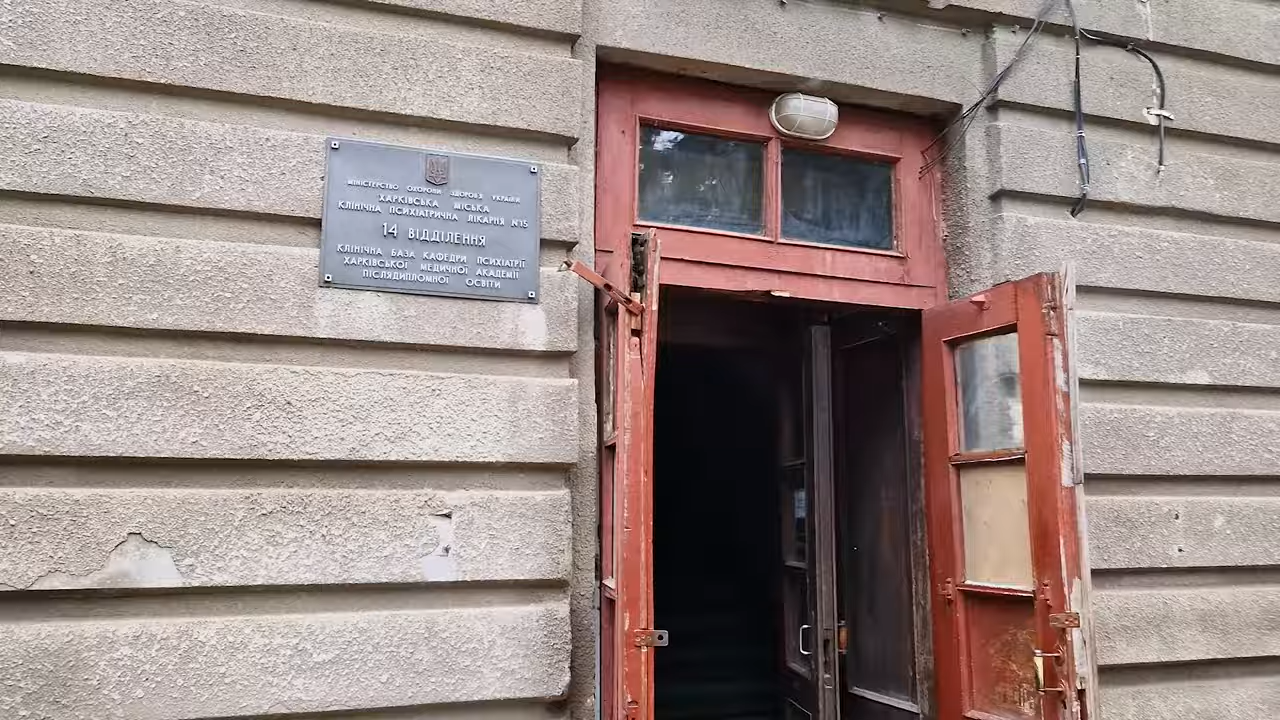 МІНІСТЕРСТВО ОХОРОНИ ЗДОРОВ'Я УКРАЇНИ
ХАРКІВСЬКА МІСЬКА
КЛІНІЧНА ПСИХІАТРИЧНА ЛІКАРНЯ №15
14 ВІДДІЛЕННЯ
КЛІНІЧНА БАЗА КАФЕДРИ ПСИХІАТРІЇ
ХАРКІВСЬКОЇ МЕДИЧНОЇ АКАДЕМІЇ
ПІСЛЯДИПЛОМНОЇ ОСВІТИ